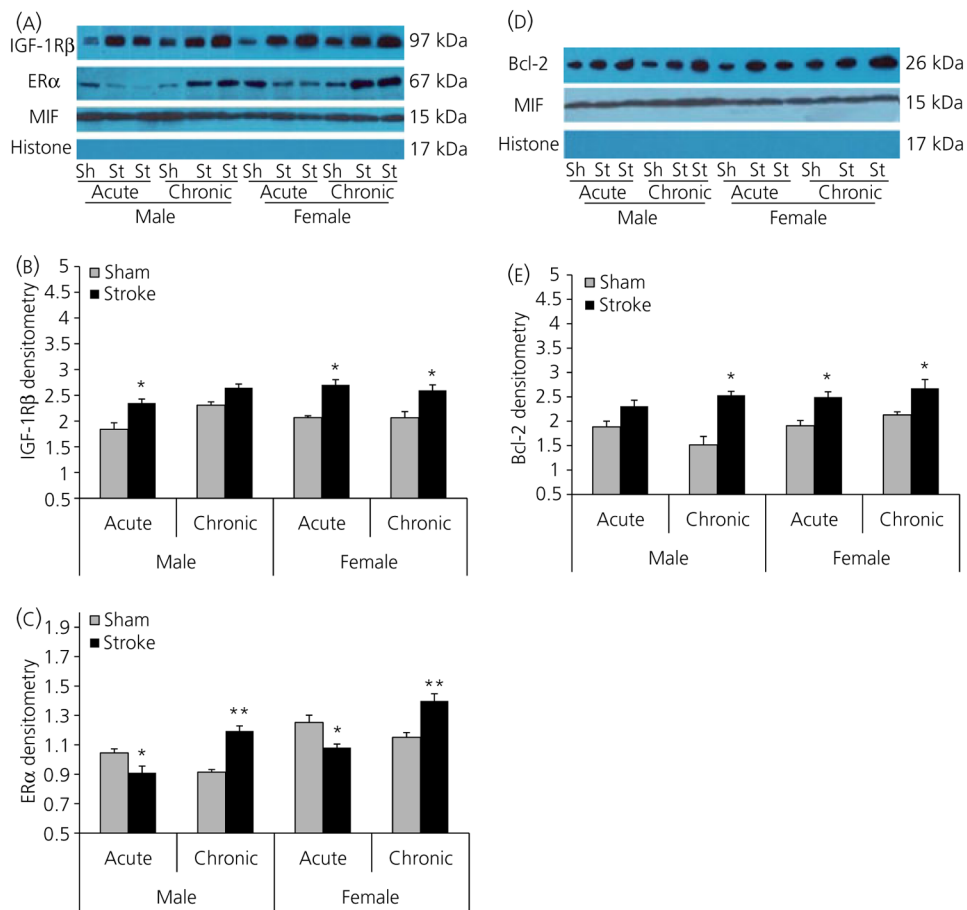 (A)
IGF-1Rβ 97 kDa
ERα 67 kDa
MIF 15 kDa
Histone 17 kDa
Sh St St Sh St St Sh St St Sh St St
Acute Chronic Acute Chronic
Male Female
(D)
Bcl-2 26 kDa
MIF 15 kDa
Histone 17 kDa
Sh St St Sh St St Sh St St Sh St St
Acute Chronic Acute Chronic
Male Female
(B)
IGF-1Rβ densitometry
5
4.5
4
3.5
3
2.5
2
1.5
1
0.5
Sham
Stroke
* * *
Acute Chronic Acute Chronic
Male Female
(E)
Bcl-2 densitometry
5
4.5
4
3.5
3
2.5
2
1.5
1
0.5
Sham
Stroke
* * *
Acute Chronic Acute Chronic
Male Female
(C)
ERα densitometry
1.9
1.7
1.5
1.3
1.1
0.9
0.7
0.5
Sham
Stroke
* ** * **
Acute Chronic Acute Chronic
Male Female